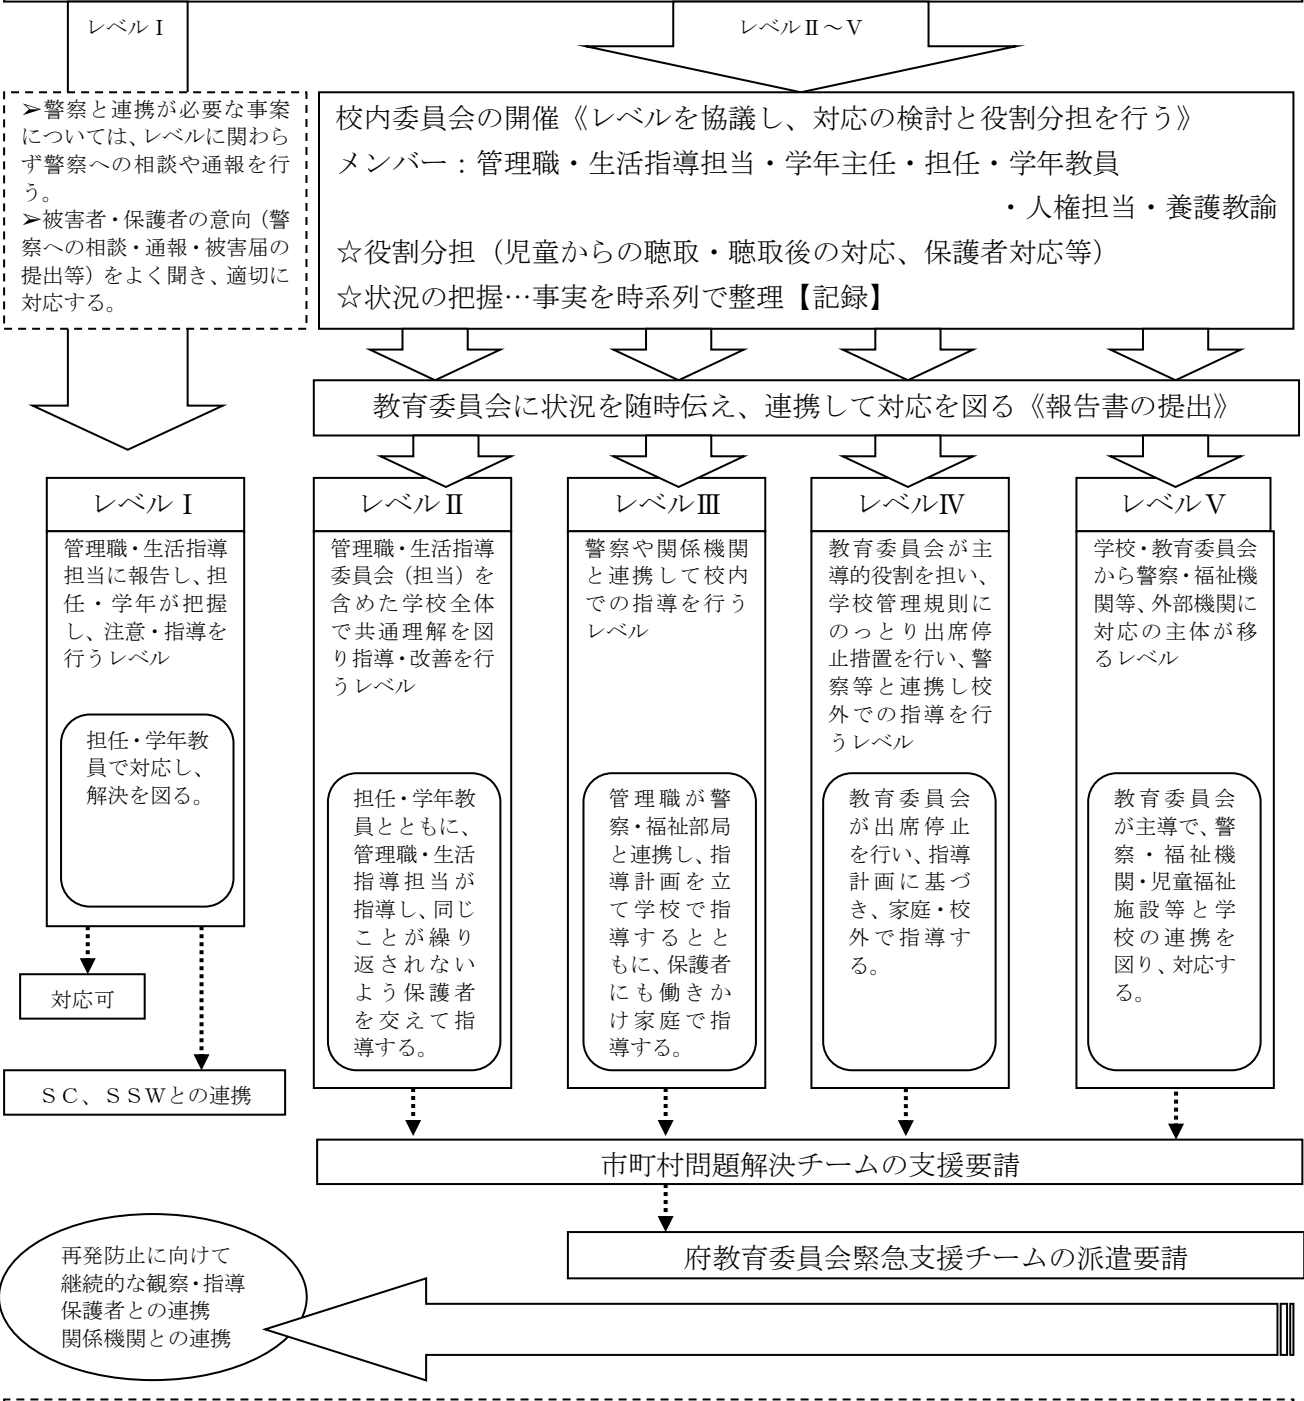 レベルⅠ
レベルⅡ~Ⅴ
➢警察と連携が必要な事案
については、レベルに関わら
ず警察への相談や通報を行
う。
➢被害者・保護者の意向(警
察への相談・通報・被害届の
提出等)をよく聞き、適切に
対応する。
校内委員会の開催《レベルを協議し、対応の検討と役割分担を行う》
メンバー:管理職・生活指導担当・学年主任・担任・学年教員
・人権担当・養護教諭
☆役割分担(児童からの聴取・聴取後の対応、保護者対応等)
☆状況の把握…事実を時系列で整理【記録】
教育委員会に状況を随時伝え、連携して対応を図る《報告書の提出》
レベルⅠ
管理職・生活指導
担当に報告し、担
任・学年が把握
し、注意・指導を
行うレベル
担任・学年教
員で対応し、
解決を図る。
対応可
SC、SSWとの連携
レベルⅡ
管理職・生活指導
委員会(担当)を
含めた学校全体
で共通理解を図
り指導・改善を行
うレベル
担任・学年教
員とともに、
管理職・生活
指導担当が
指導し、同じ
ことが繰り
返されない
よう保護者
を交えて指
導する。
レベルⅢ
警察や関係機関
と連携して校内
での指導を行う
レベル
管理職が警
察・福祉部局
と連携し、指
導計画を立
て学校で指
導するとと
もに、保護者
にも働きか
け家庭で指
導する。
レベルⅣ
教育委員会が主
導的役割を担い、
学校管理規則に
のっとり出席停
止措置を行い、警
察等と連携し校
外での指導を行
うレベル
教育委員会
が出席停止
を行い、指導
計画に基づ
き、家庭・校
外で指導す
る。
レベルⅤ
学校・教育委員会
から警察・福祉機
関等、外部機関に
対応の主体が移
るレベル
教育委員会
が主導で、警
察・福祉機
関・児童福祉
施設等と学
校の連携を
図り、対応す
る。
市町村問題解決チームの支援要請
府教育委員会緊急支援チームの派遣要請
再発防止に向けて
継続的な観察・指導
保護者との連携
関係機関との連携